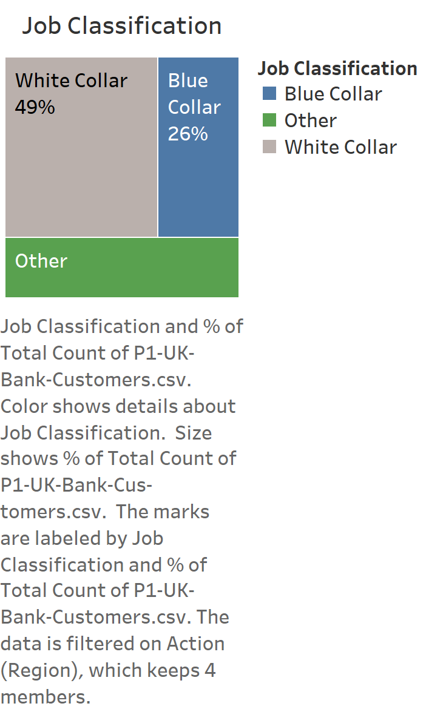 Job Classification
White Collar
49%
Blue
Collar
26%
Other
Job Classification
Blue Collar
Other
White Collar
Job Classification and % of
Total Count of P1-UK-
Bank-Customers.csv.
Color shows details about
Job Classification.  Size
shows % of Total Count of
P1-UK-Bank-Cus-
tomers.csv.  The marks
are labeled by Job
Classification and % of
Total Count of P1-UK-
Bank-Customers.csv. The
data is filtered on Action
(Region), which keeps 4
members.